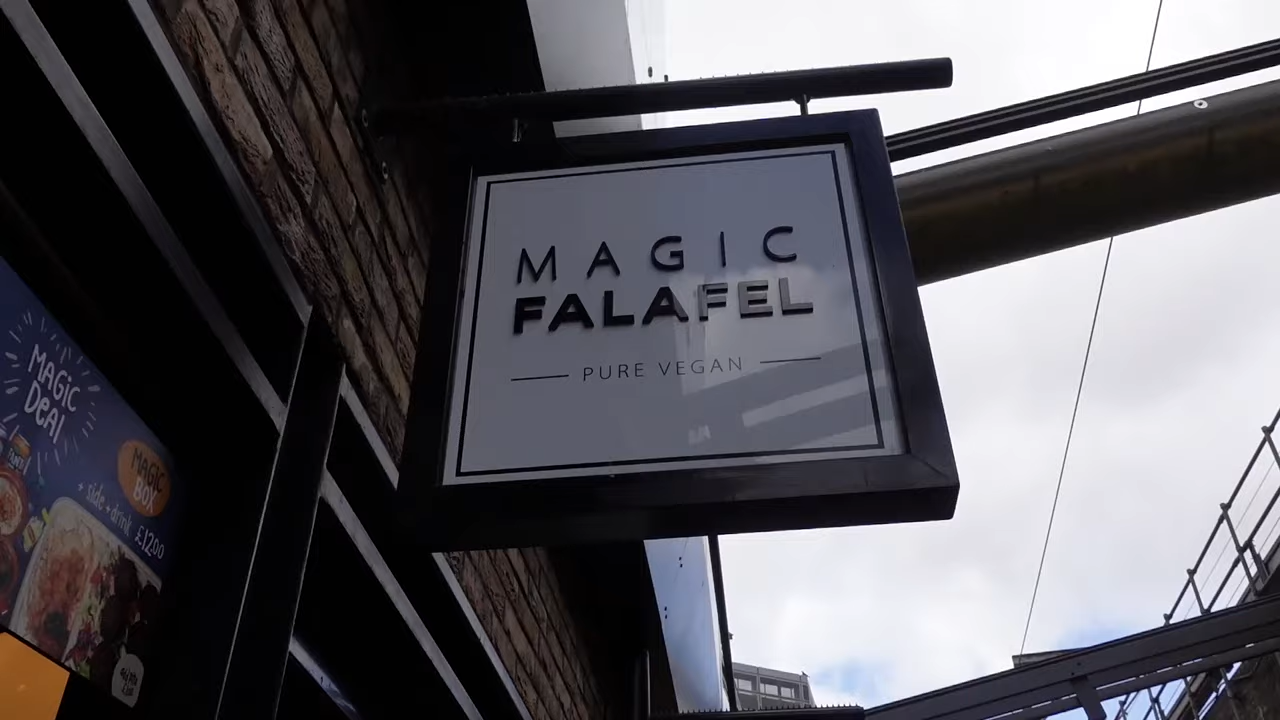 MAGIC
FALAFEL
PURE VEGAN
MAGIC
DEAL
MAGIC
BOX
+ side + drink £12.00